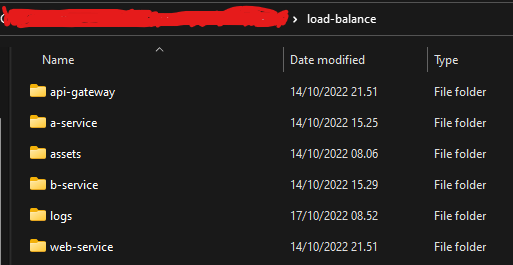 load-balance
Name Date modified Type
api-gateway 14/10/2022 21.51 File folder
a-service 14/10/2022 15.25 File folder
assets 14/10/2022 08.06 File folder
b-service 14/10/2022 15.29 File folder
logs 17/10/2022 08.52 File folder
web-service 14/10/2022 21.51 File folder